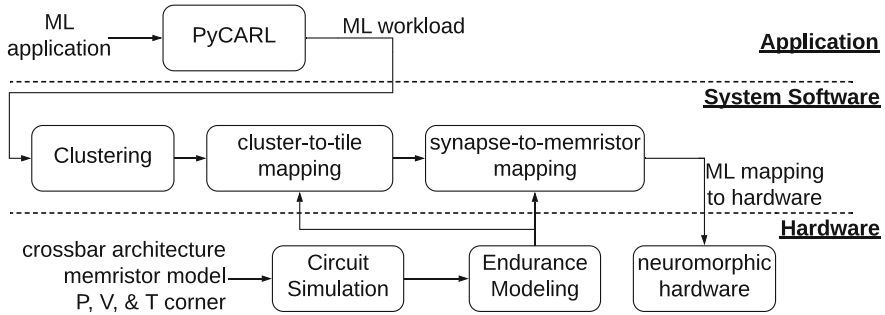 ML
application
PyCARL
ML workload
Application
System Software
Clustering
cluster-to-tile
mapping
synapse-to-memristor
mapping
ML mapping
to hardware
Hardware
crossbar architecture
memristor model
P, V, & T corner
Circuit
Simulation
Endurance
Modeling
neuromorphic
hardware